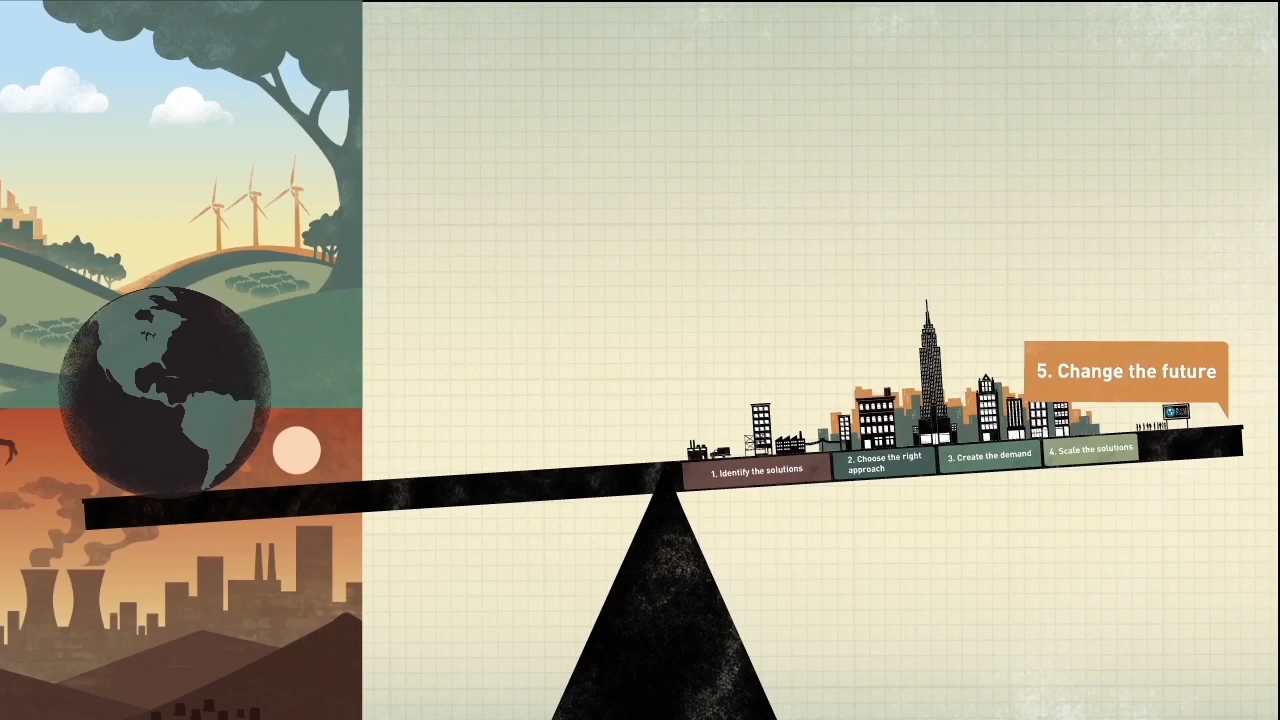 5. Change the future
1. Identify the solutions
2. Choose the right
approach
3. Create the demand
4. Scale the solutions